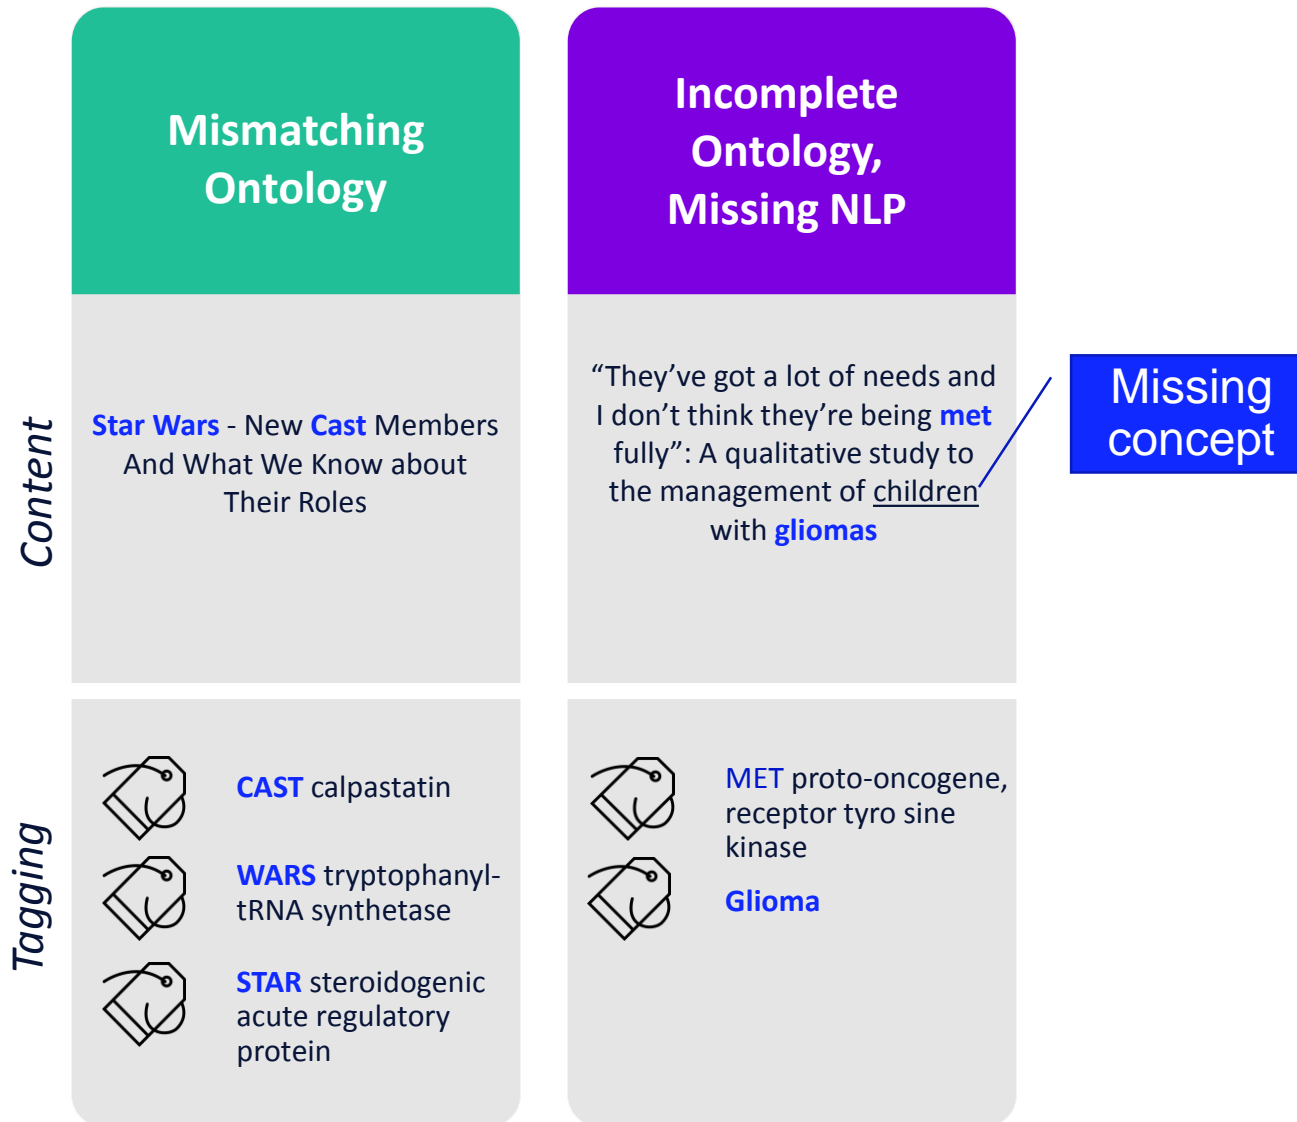 Mismatching
Ontology
Incomplete
Ontology,
Missing NLP
Content
Star Wars - New Cast Members
And What We Know about
Their Roles
“They’ve got a lot of needs and
I don’t think they’re being met
fully”: A qualitative study to
the management of children
with gliomas
Missing
concept
Tagging
CAST calpastatin
WARS tryptophanyl-
tRNA synthetase
STAR steroidogenic
acute regulatory
protein
MET proto-oncogene,
receptor tyro sine
kinase
Glioma